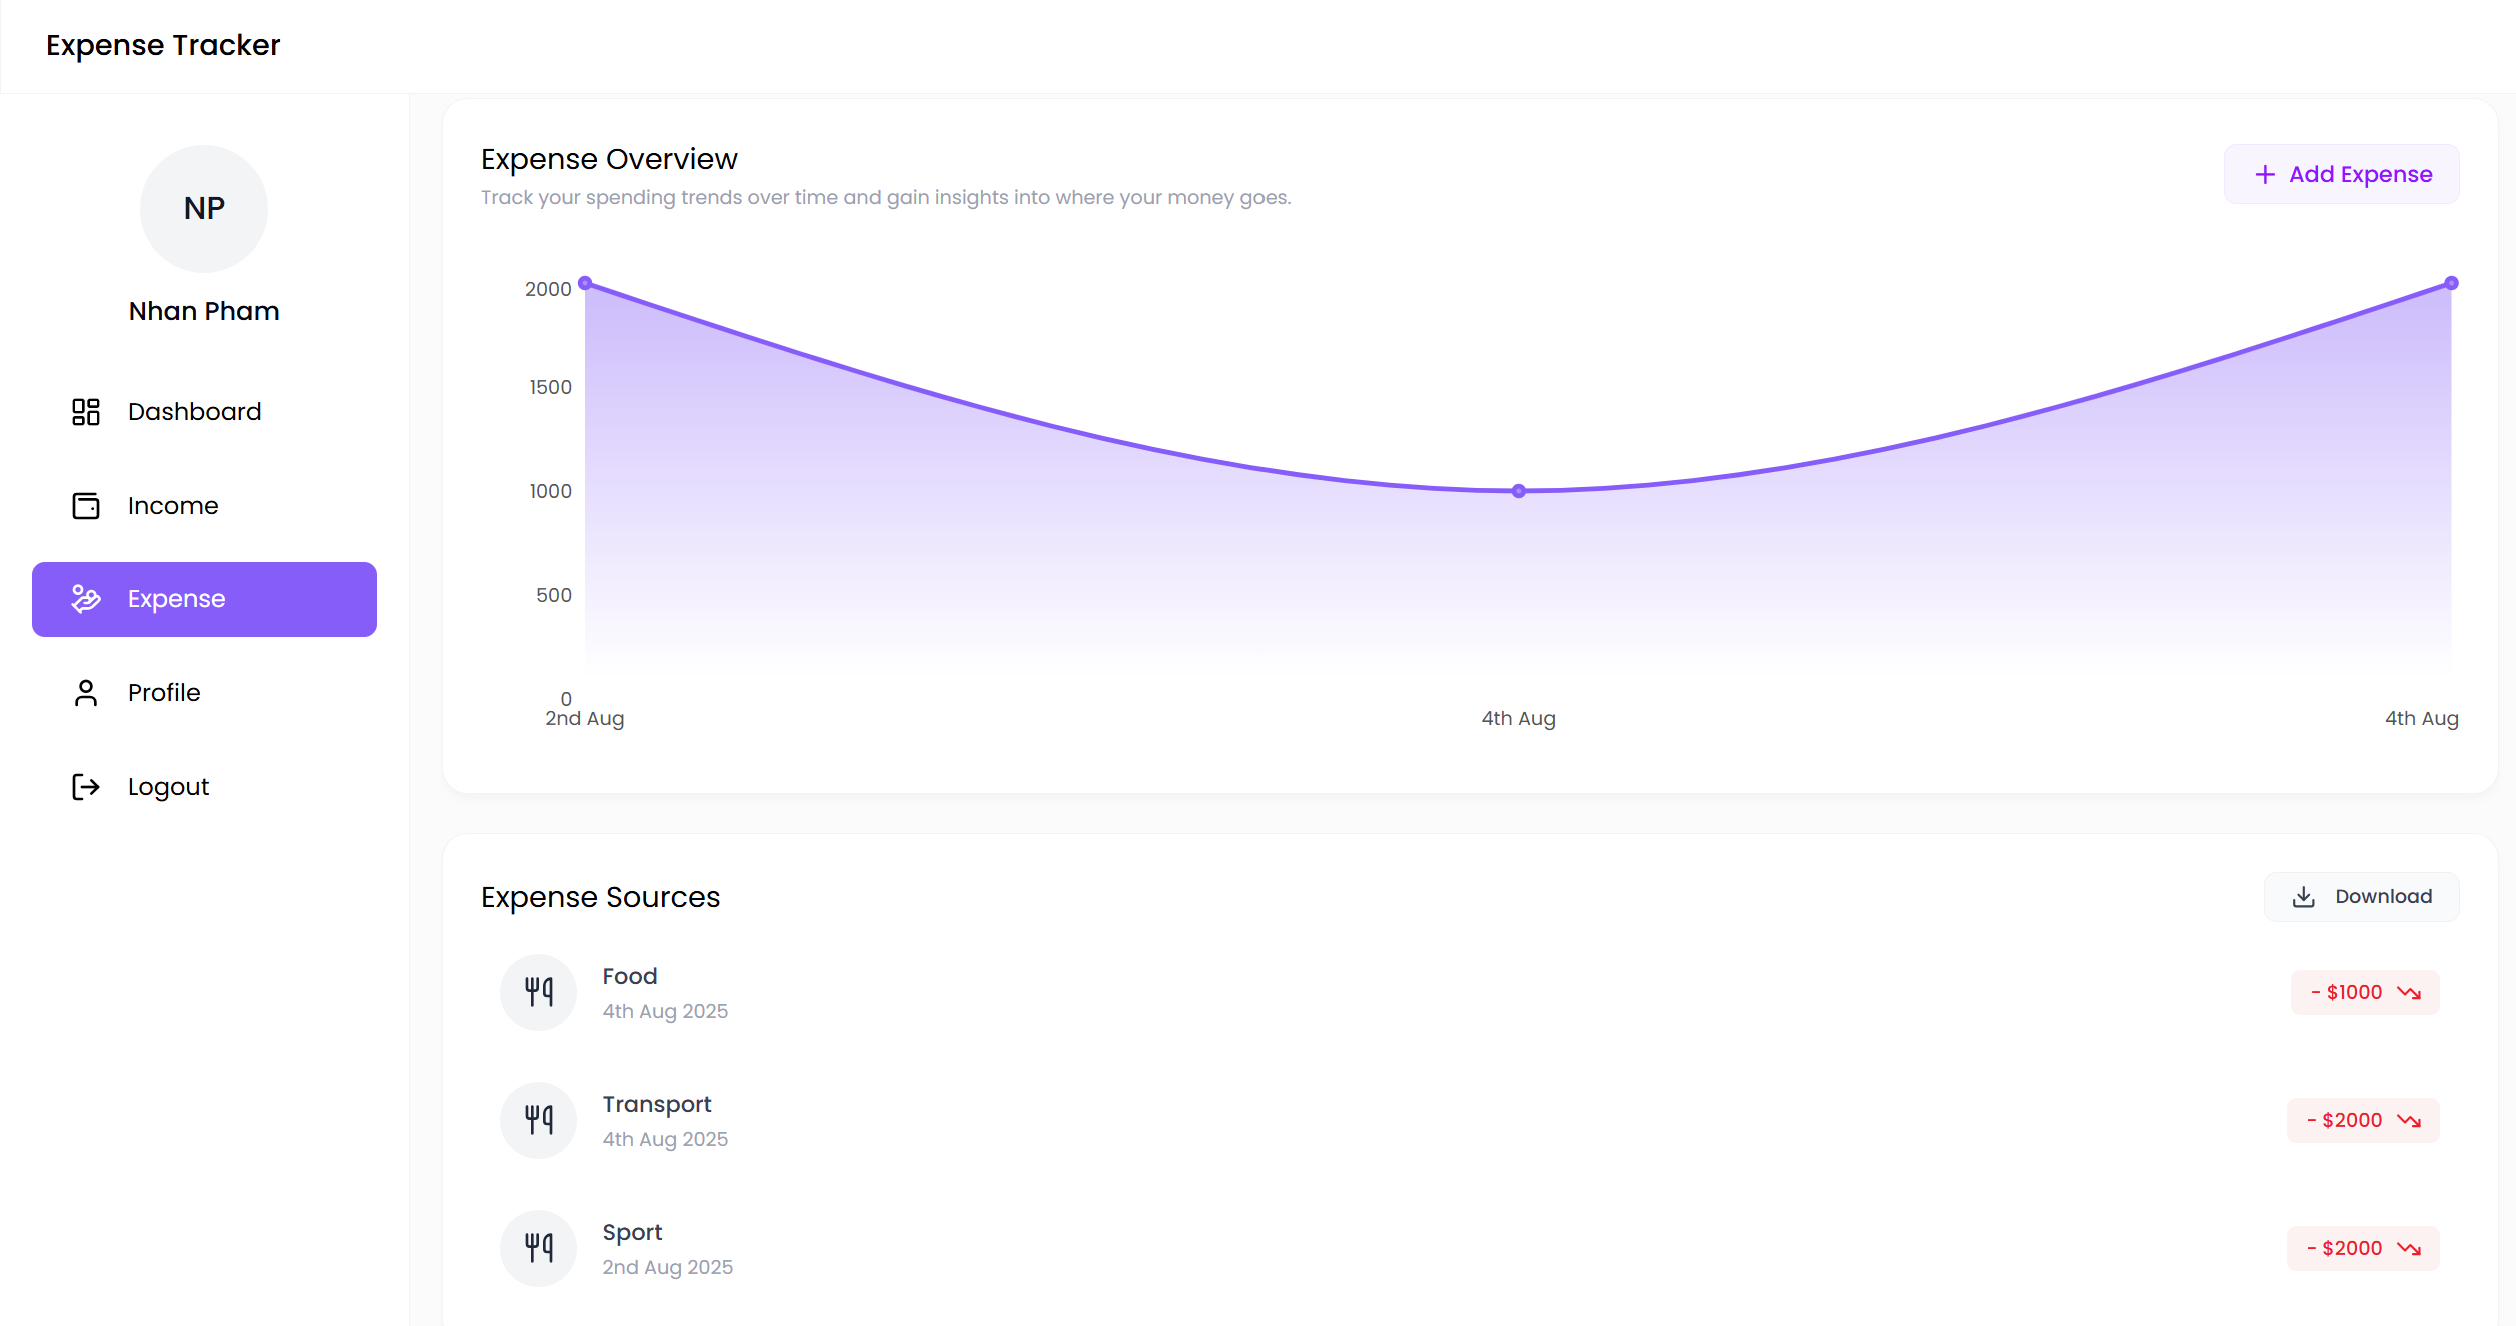 Expense Tracker
NP
Nhan Pham
Dashboard
Income
Expense
Profile
Logout
Expense Overview
Track your spending trends over time and gain insights into where your money goes.
+ Add Expense
2000
1500
1000
500
0
2nd Aug
4th Aug
4th Aug
Expense Sources
Download
Food
4th Aug 2025
- $1000
Transport
4th Aug 2025
- $2000
Sport
2nd Aug 2025
- $2000